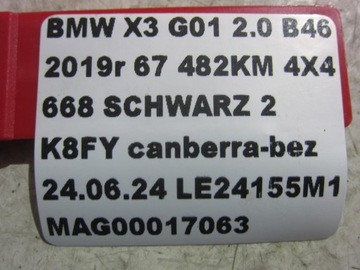 BMW X3 G01 2.0 B46
2019r 67 482KM 4X4
668 SCHWARZ 2
K8FY canberra-bez
24.06.24 LE24155M1
MAG00017063